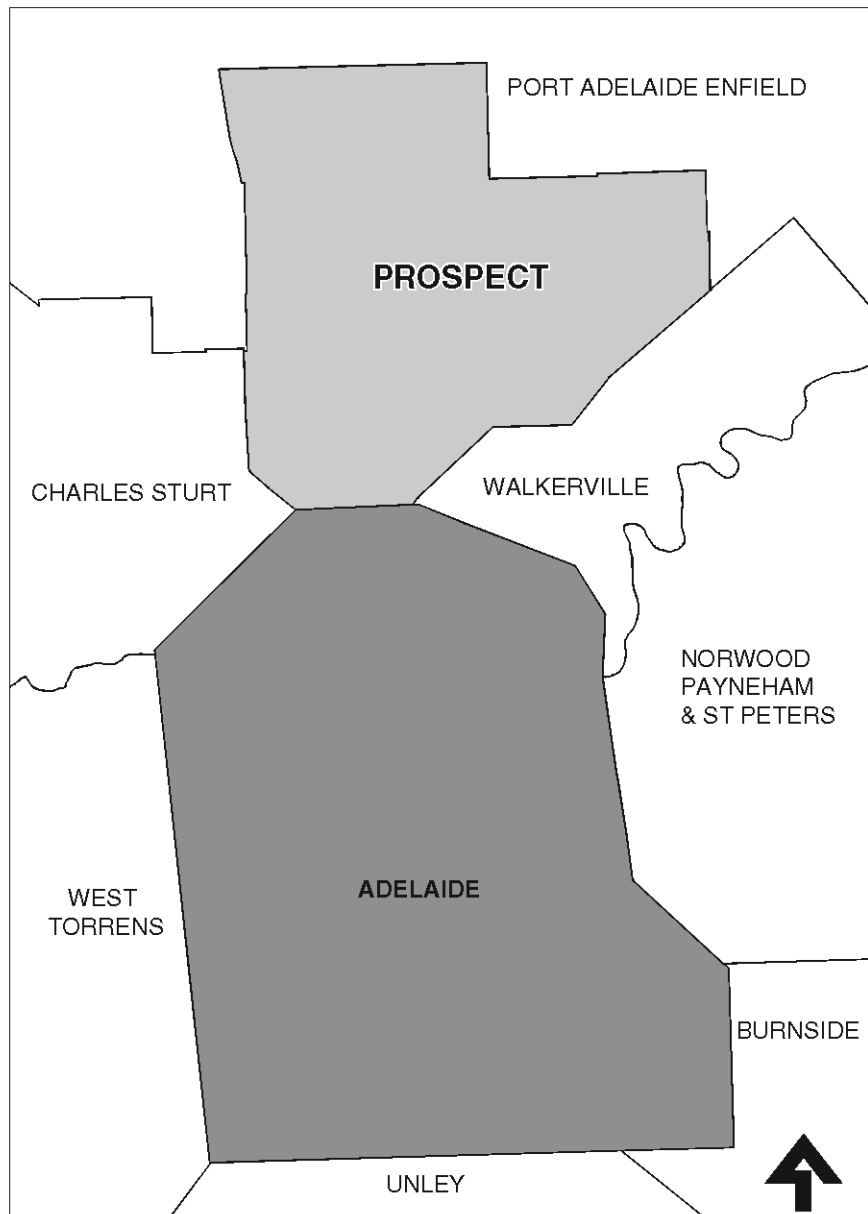 PORT ADELAIDE ENFIELD
PROSPECT
CHARLES STURT
WALKERVILLE
NORWOOD
PAYNEHAM
& ST PETERS
WEST
TORRENS
ADELAIDE
BURNSIDE
UNLEY